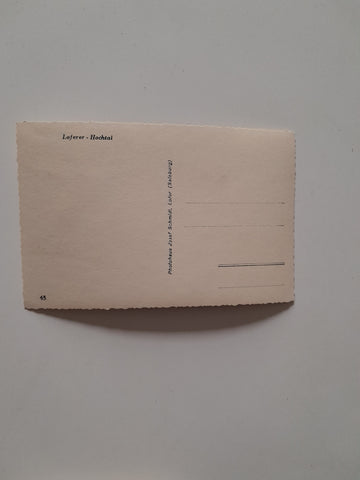 Loferer - Hochtal
Photohaus Josef Schmidt, Lofer (Salzburg)
45